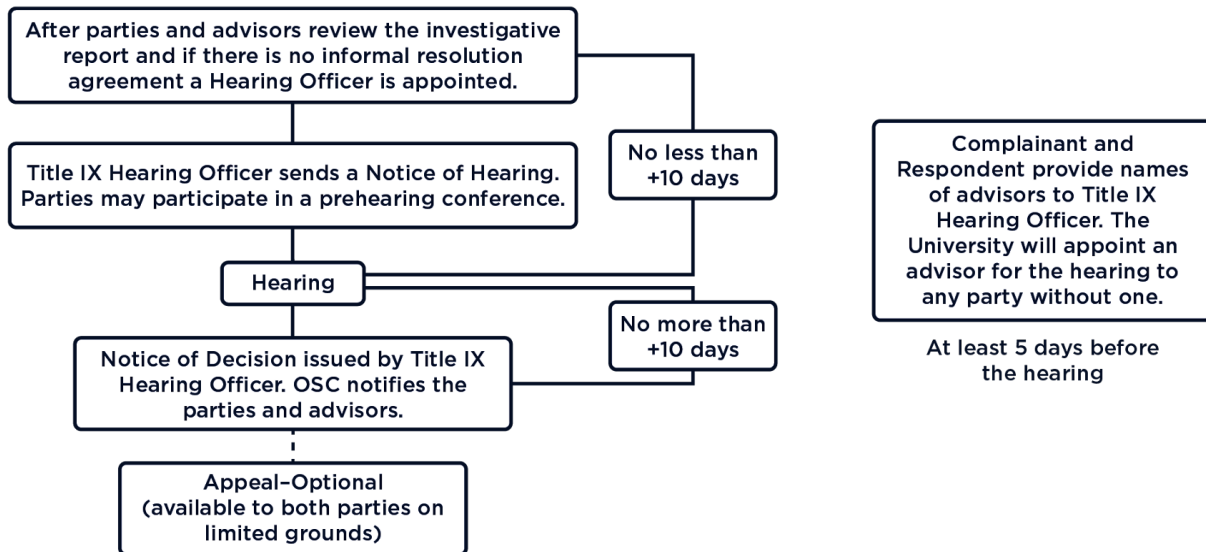 After parties and advisors review the investigative
report and if there is no informal resolution
agreement a Hearing Officer is appointed.
Title IX Hearing Officer sends a Notice of Hearing.
Parties may participate in a prehearing conference.
No less than
+10 days
Hearing
No more than
+10 days
Notice of Decision issued by Title IX
Hearing Officer. OSC notifies the
parties and advisors.
Appeal–Optional
(available to both parties on
limited grounds)
Complainant and
Respondent provide names
of advisors to Title IX
Hearing Officer. The
University will appoint an
advisor for the hearing to
any party without one.
At least 5 days before
the hearing